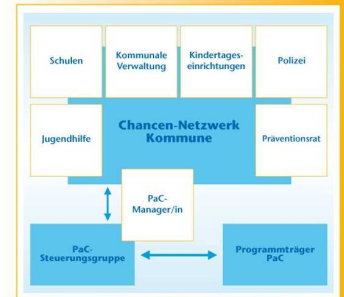 Schulen
Kommunale
Verwaltung
Kindertages-
einrichtungen
Polizei
Chancen-Netzwerk
Kommune
Jugendhilfe
Präventionsrat
PaC-
Manager/in
PaC-
Steuerungsgruppe
Programmträger
PaC